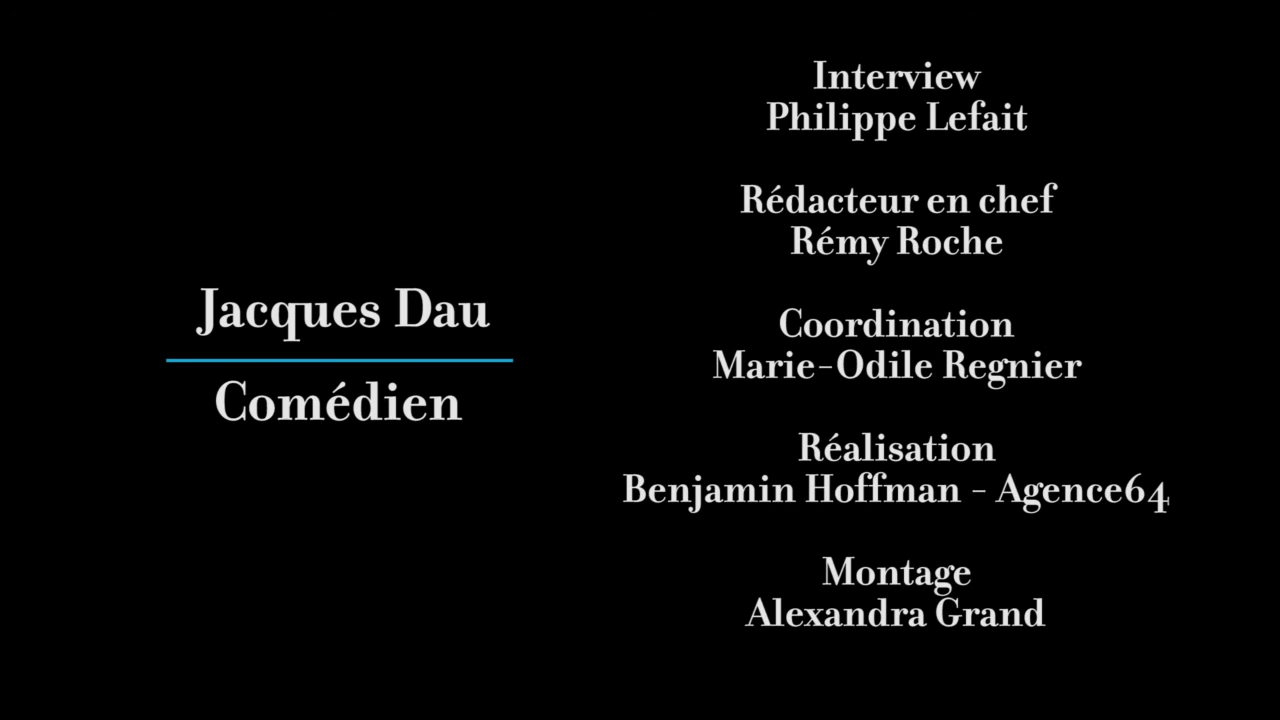 Jacques Dau
Comédien
Interview
Philippe Lefait
Rédacteur en chef
Rémy Roche
Coordination
Marie-Odile Regnier
Réalisation
Benjamin Hoffman - Agence64
Montage
Alexandra Grand